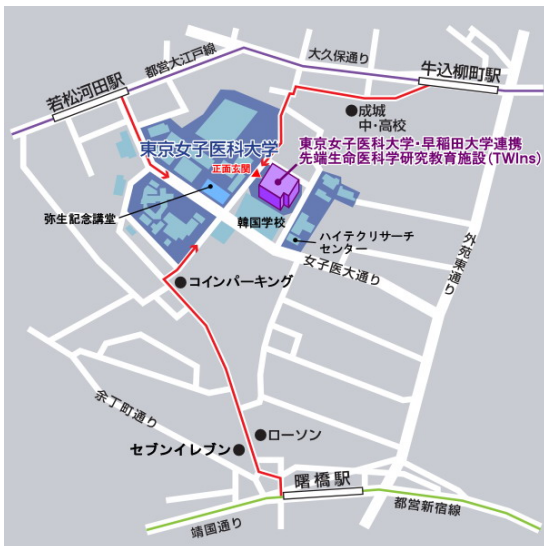 大久保通り
都営大江戸線
牛込柳町駅
若松河田駅
成城
中・高校
東京女子医科大学
東京女子医科大学・早稲田大学連携
先端生命医科学研究教育施設(TWIns)
正面玄関
弥生記念講堂
韓国学校
ハイテクリサーチ
センター
外苑東通り
女子医大通り
コインパーキング
余丁町通り
ローソン
セブンイレブン
曙橋駅
都営新宿線
靖国通り